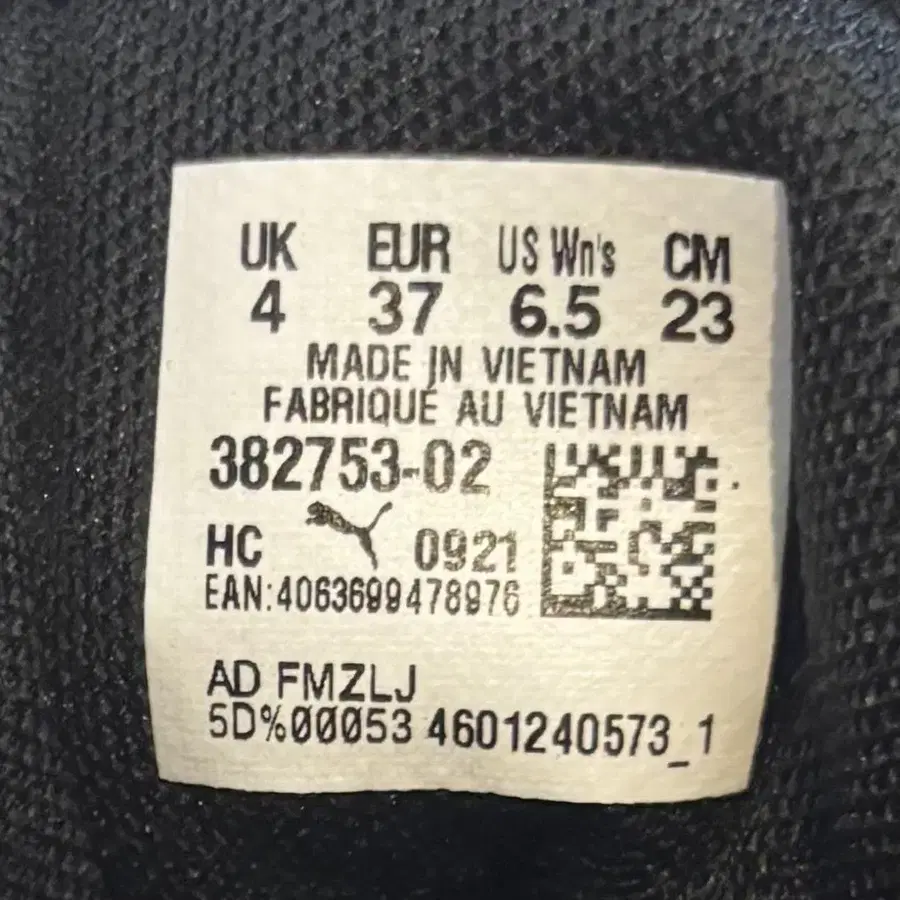 UK EUR US Wn's CM
4 37 6.5 23
MADE IN VIETNAM
FABRIQUÉ AU VIETNAM
382753-02
HC 0921
EAN:4063699478976
AD FMZLJ
5D%00053 4601240573_1